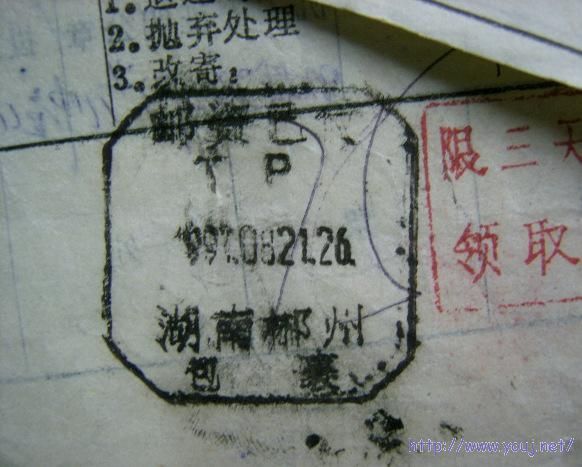 2.抛弃处理
3.改寄：
邮资已
T P
1997.08.21.26.
湖南郴州
包裹
限三天
领取
http://www.youj.net/